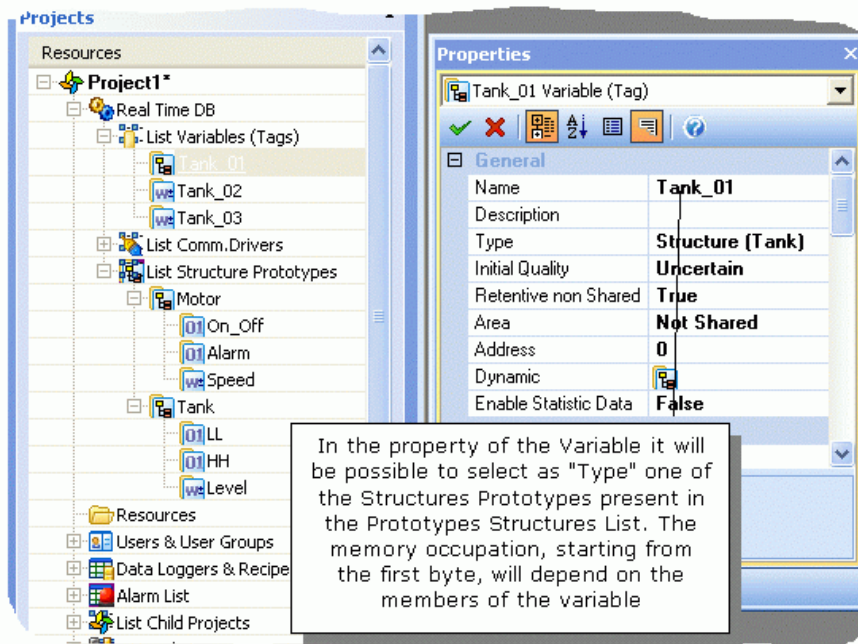 Projects
Resources
Project1*
Real Time DB
List Variables (Tags)
Tank_01
Tank_02
Tank_03
List Comm.Drivers
List Structure Prototypes
Motor
On_Off
Alarm
Speed
Tank
LL
HH
Level
Resources
Users & User Groups
Data Loggers & Recipe
Alarm List
List Child Projects
Properties
Tank_01 Variable (Tag)
General
Name Tank_01
Description
Type Structure (Tank)
Initial Quality Uncertain
Retentive non Shared True
Area Not Shared
Address 0
Dynamic
Enable Statistic Data False
In the property of the Variable it will
be possible to select as "Type" one of
the Structures Prototypes present in
the Prototypes Structures List. The
memory occupation, starting from
the first byte, will depend on the
members of the variable